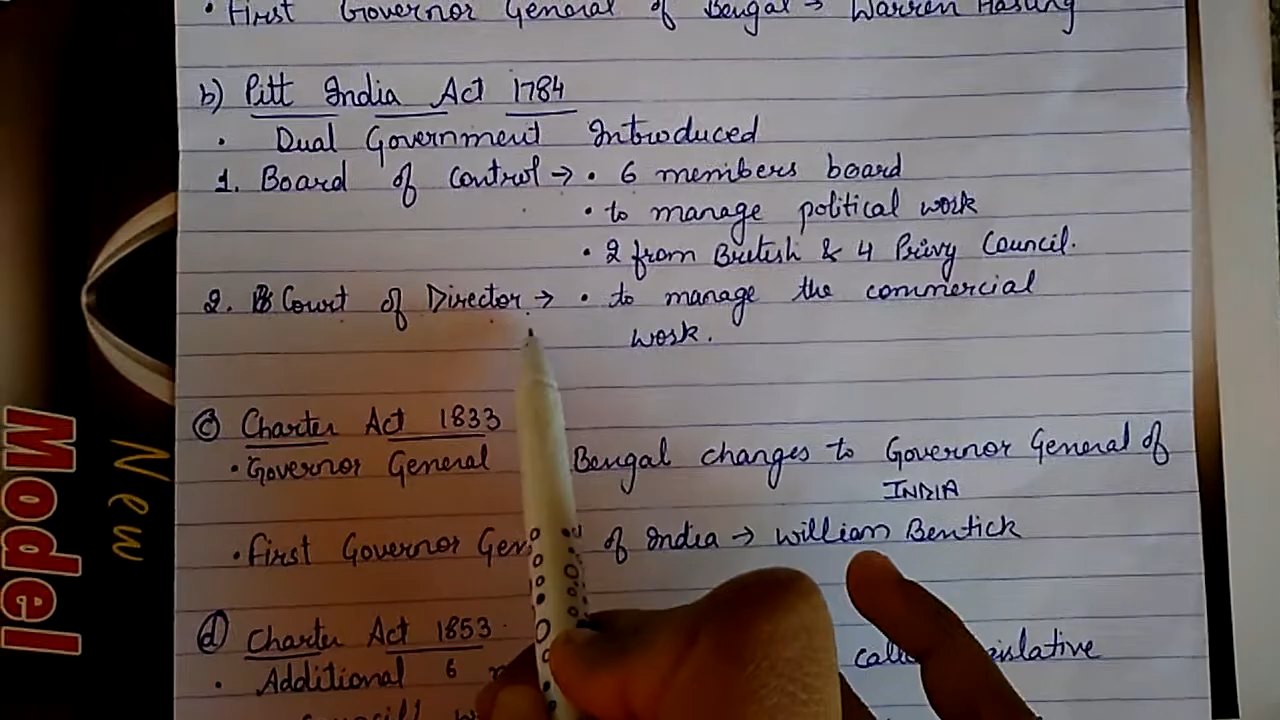 • First Governor General of Bengal → Warren Hasting
b) Pitt India Act 1784
• Dual Government Introduced
1. Board of Control → • 6 members board
• to manage political work
• 2 from British & 4 Privy Council.
2. Court of Director → • to manage the commercial
work.
c) Charter Act 1833
• Governor General Bengal changes to Governor General of
INDIA
• First Governor Gen of India → William Bentick
d) Charter Act 1853
• Additional 6
New
Model